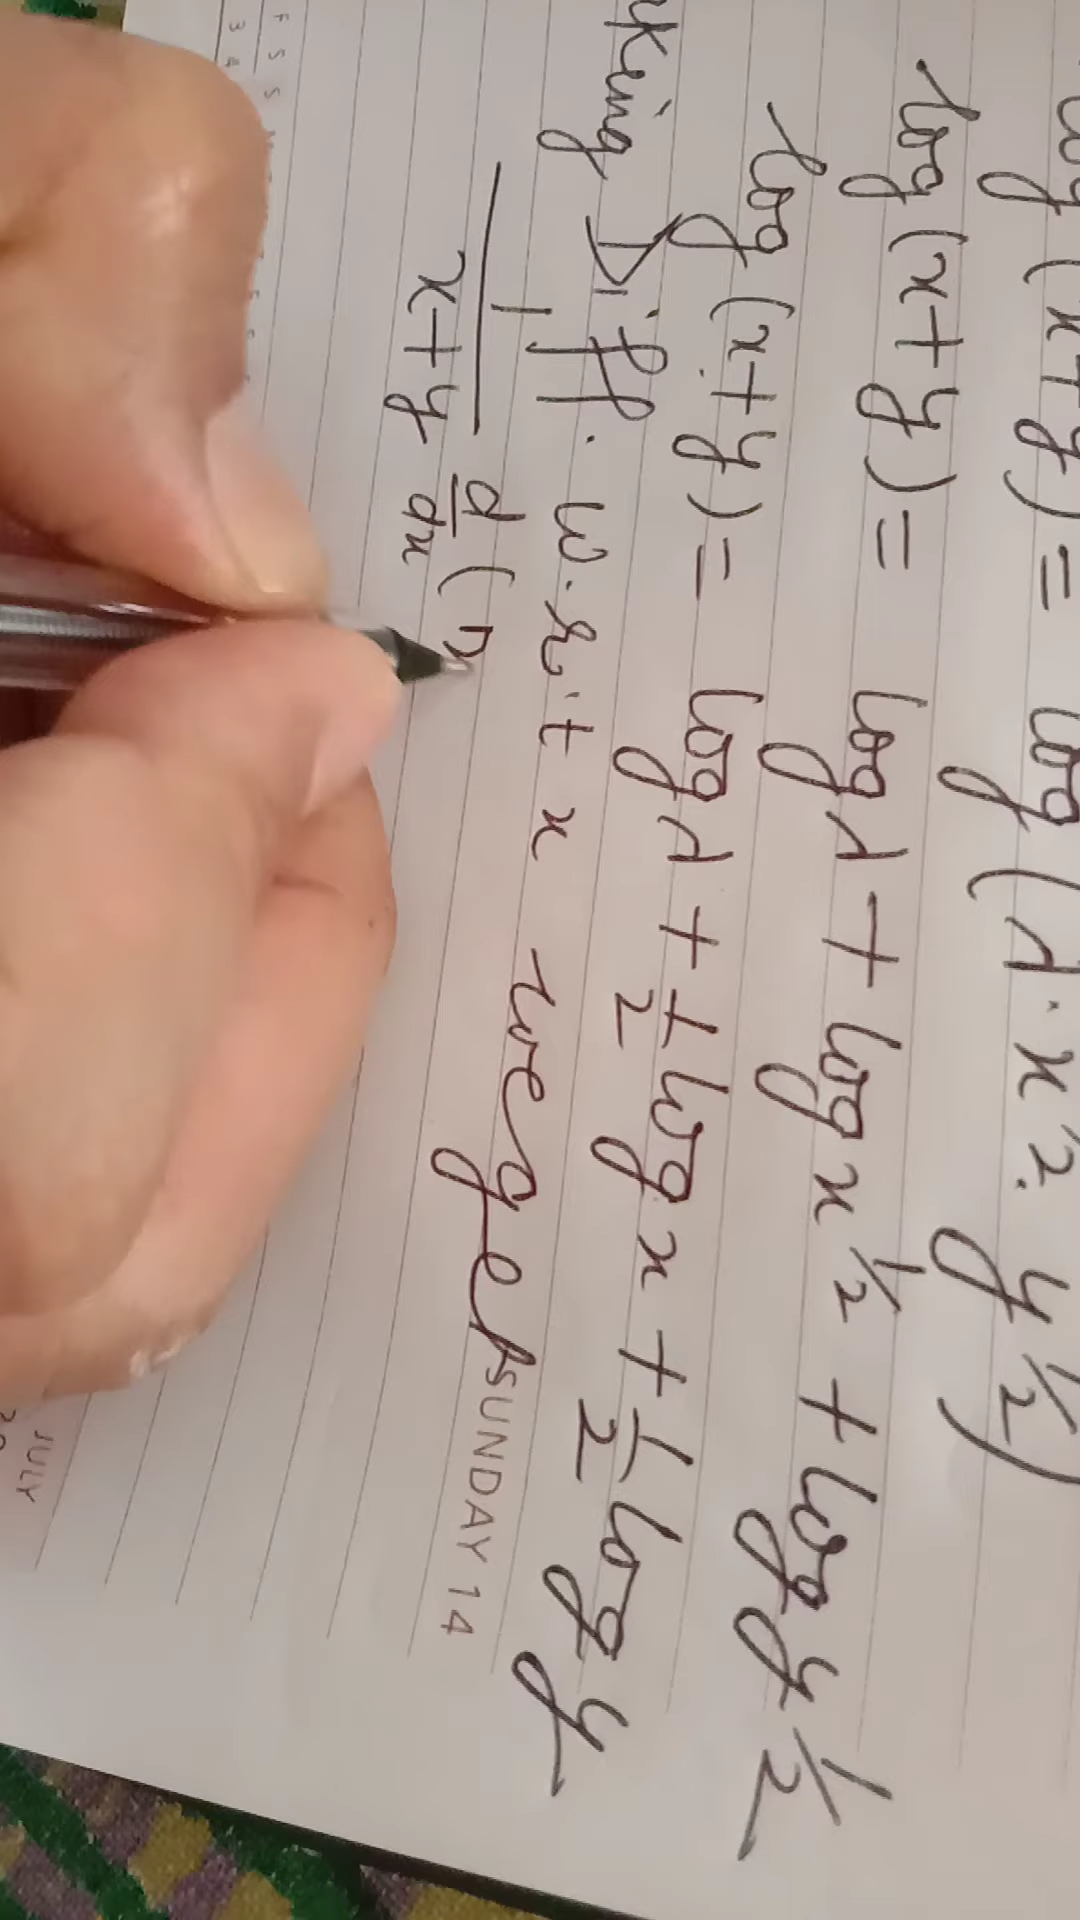 log (x+y) = log (λ · x^1/2 · y^1/2)
log (x+y) = log λ + log x^1/2 + log y^1/2
log (x+y) = log λ + 1/2 log x + 1/2 log y
king Diff. w.r.t x we get
SUNDAY 14
1/(x+y) d/dx (x
JULY